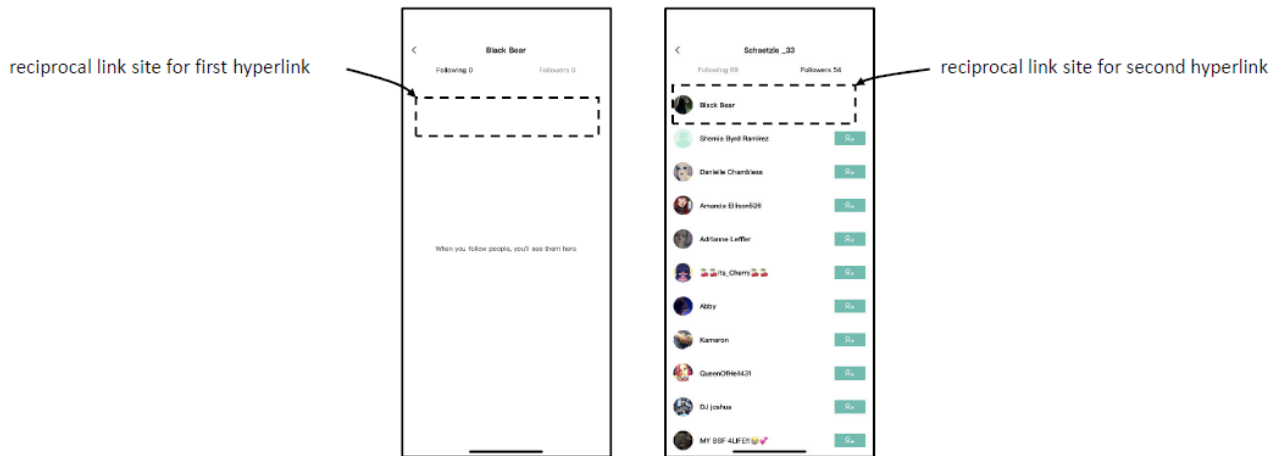 reciprocal link site for first hyperlink
Black Bear
Following 0 Followers 0
When you follow people, you'll see them here
Schaetzle _33
Following 89 Followers 54
reciprocal link site for second hyperlink
Black Bear
Shemia Byrd Ramirez
Danielle Chambless
Amanda Ellison526
Adrianne Leffler
🍒🍒Its_Cherry🍒🍒
Abby
Kameron
QueenOfHell431
DJ joshua
MY BSF 4LIFE!!😂💕